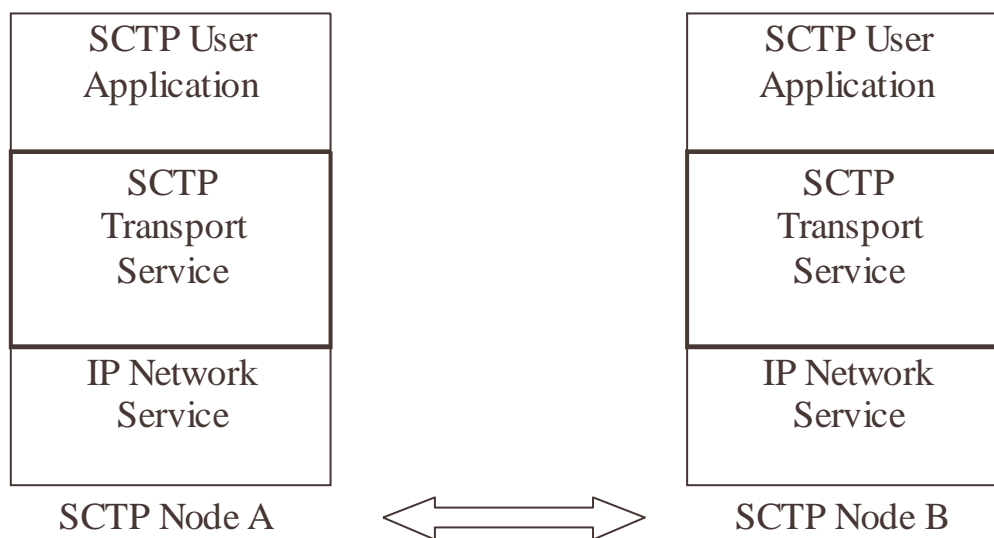 SCTP User
Application
SCTP
Transport
Service
IP Network
Service
SCTP Node A
SCTP User
Application
SCTP
Transport
Service
IP Network
Service
SCTP Node B